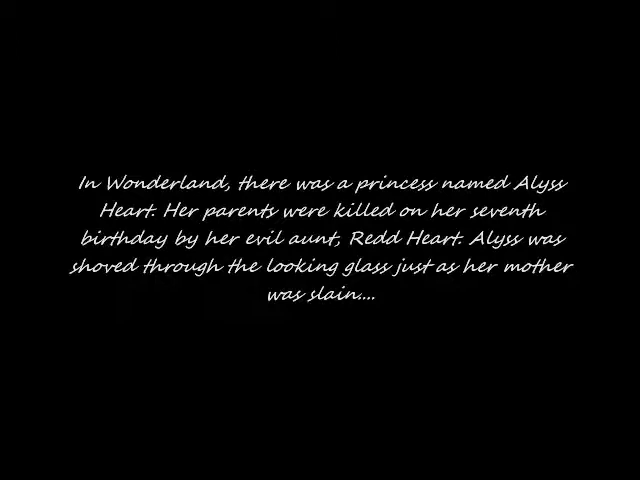 In Wonderland, there was a princess named Alyss
Heart. Her parents were killed on her seventh
birthday by her evil aunt, Redd Heart. Alyss was
shoved through the looking glass just as her mother
was slain....